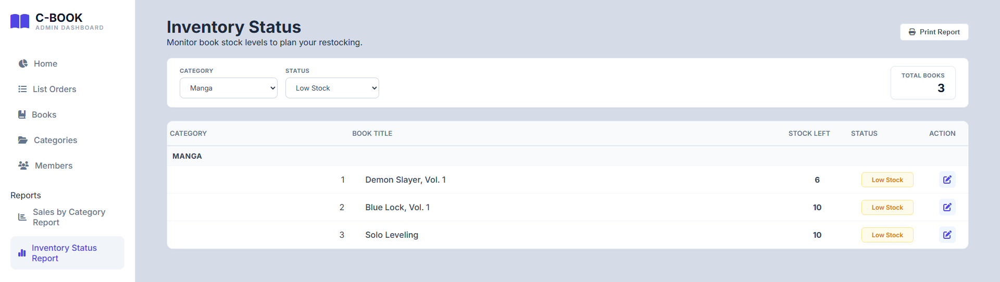 C-BOOK
ADMIN DASHBOARD
Home
List Orders
Books
Categories
Members
Reports
Sales by Category
Report
Inventory Status
Report
Inventory Status
Monitor book stock levels to plan your restocking.
Print Report
CATEGORY STATUS
Manga Low Stock
TOTAL BOOKS
3
CATEGORY BOOK TITLE STOCK LEFT STATUS ACTION
MANGA
1 Demon Slayer, Vol. 1 6 Low Stock
2 Blue Lock, Vol. 1 10 Low Stock
3 Solo Leveling 10 Low Stock